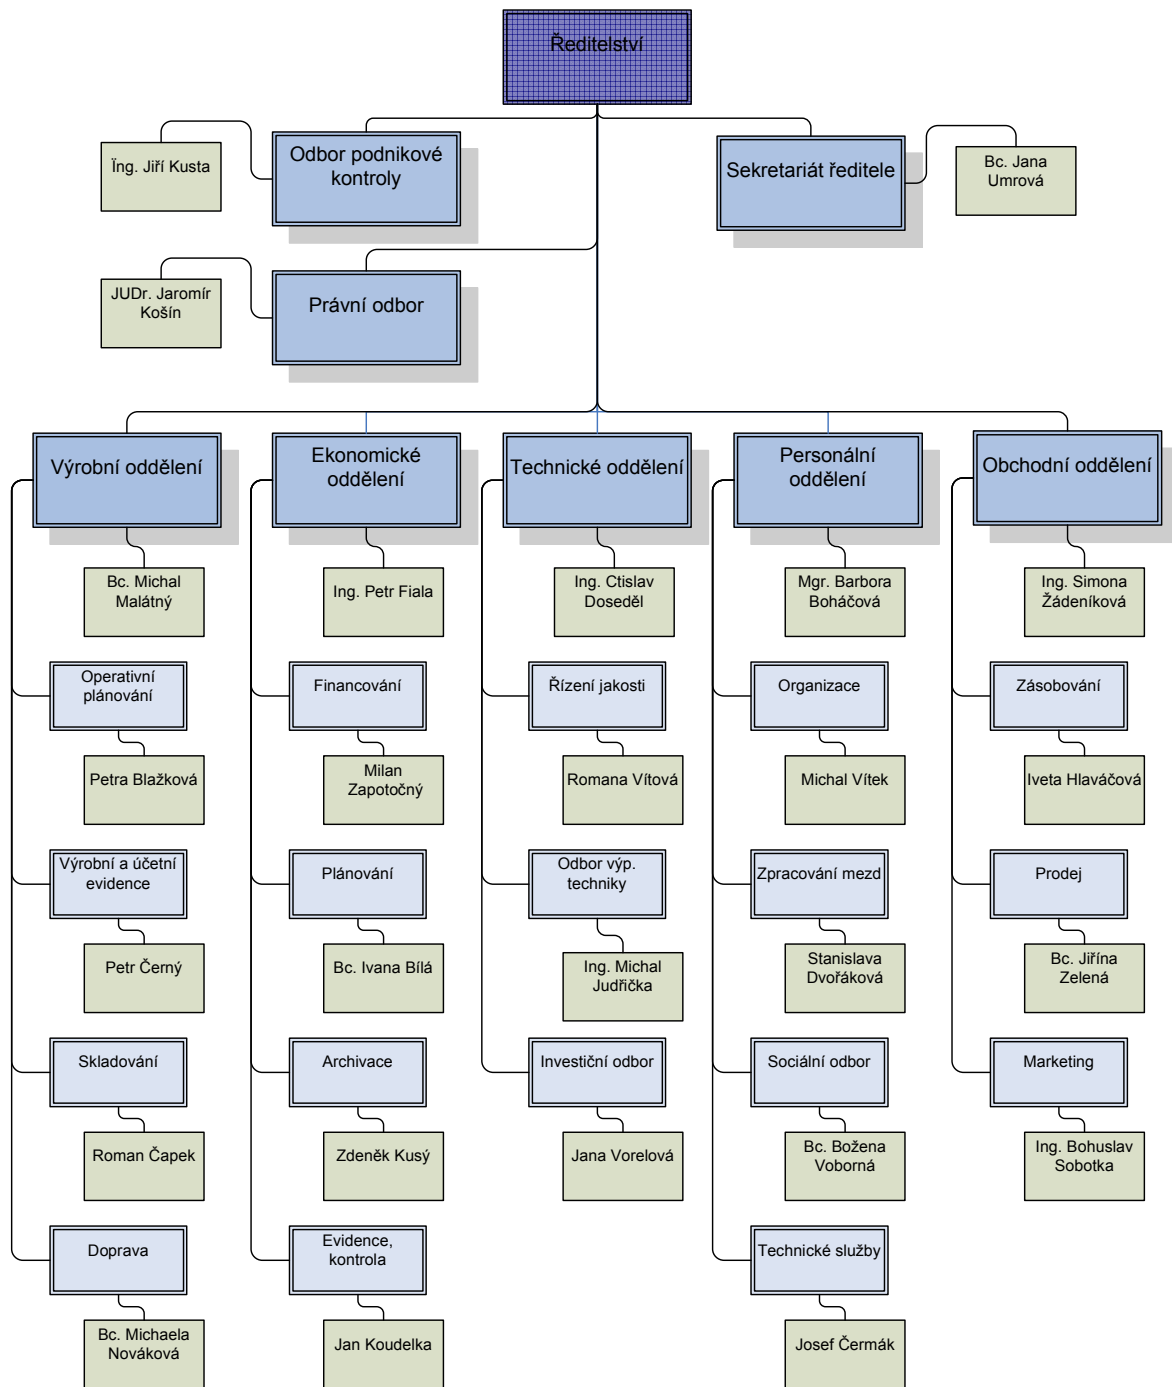 Ředitelství
Odbor podnikové
kontroly
Sekretariát ředitele
Ïng. Jiří Kusta
Bc. Jana
Umrová
Právní odbor
JUDr. Jaromír
Košín
Výrobní oddělení
Ekonomické
oddělení
Technické oddělení
Personální
oddělení
Obchodní oddělení
Bc. Michal
Malátný
Ing. Petr Fiala
Ing. Ctislav
Doseděl
Mgr. Barbora
Boháčová
Ing. Simona
Žádeníková
Operativní
plánování
Financování
Řízení jakosti
Organizace
Zásobování
Petra Blažková
Milan
Zapotočný
Romana Vítová
Michal Vítek
Iveta Hlaváčová
Výrobní a účetní
evidence
Plánování
Odbor výp.
techniky
Zpracování mezd
Prodej
Petr Černý
Bc. Ivana Bílá
Ing. Michal
Judřička
Stanislava
Dvořáková
Bc. Jiřína
Zelená
Skladování
Archivace
Investiční odbor
Sociální odbor
Marketing
Roman Čapek
Zdeněk Kusý
Jana Vorelová
Bc. Božena
Voborná
Ing. Bohuslav
Sobotka
Doprava
Evidence,
kontrola
Technické služby
Bc. Michaela
Nováková
Jan Koudelka
Josef Čermák